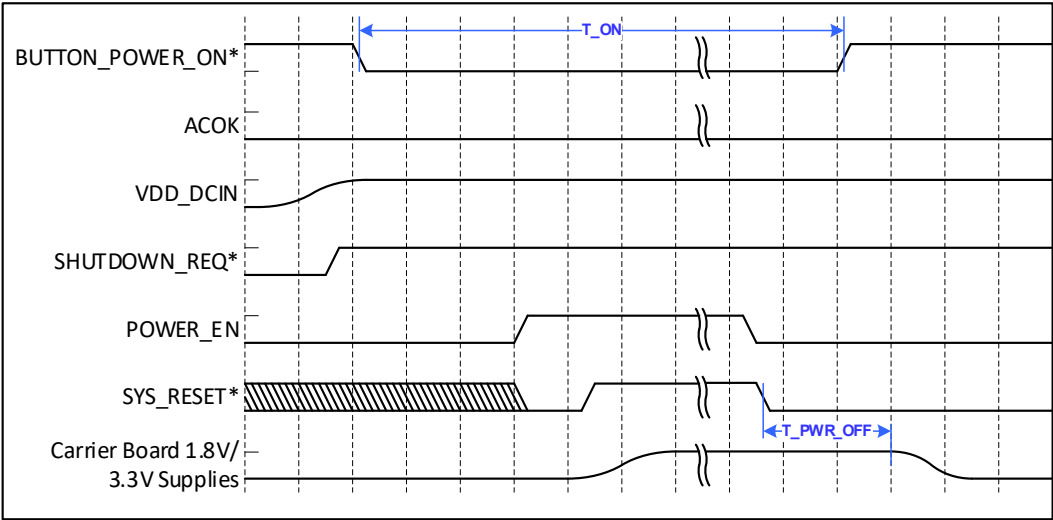 T_ON
BUTTON_POWER_ON*
ACOK
VDD_DCIN
SHUTDOWN_REQ*
POWER_EN
SYS_RESET*
T_PWR_OFF
Carrier Board 1.8V/
3.3V Supplies